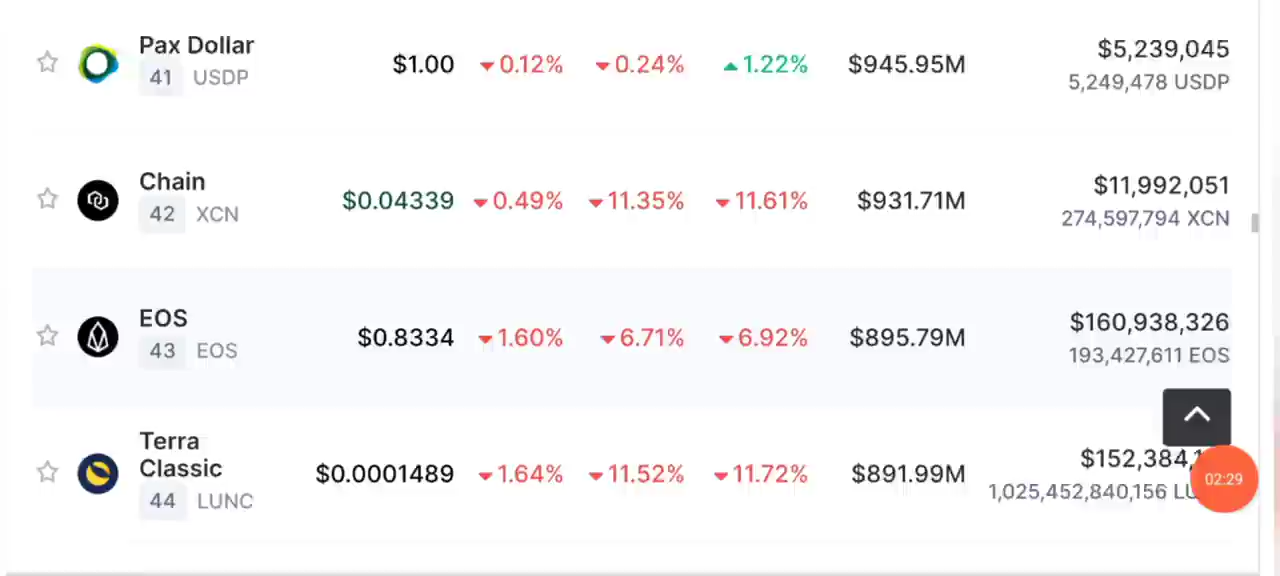 Pax Dollar
41 USDP
$1.00
0.12%
0.24%
1.22%
$945.95M
$5,239,045
5,249,478 USDP
Chain
42 XCN
$0.04339
0.49%
11.35%
11.61%
$931.71M
$11,992,051
274,597,794 XCN
EOS
43 EOS
$0.8334
1.60%
6.71%
6.92%
$895.79M
$160,938,326
193,427,611 EOS
Terra
Classic
44 LUNC
$0.0001489
1.64%
11.52%
11.72%
$891.99M
$152,384,
1,025,452,840,156
02:29